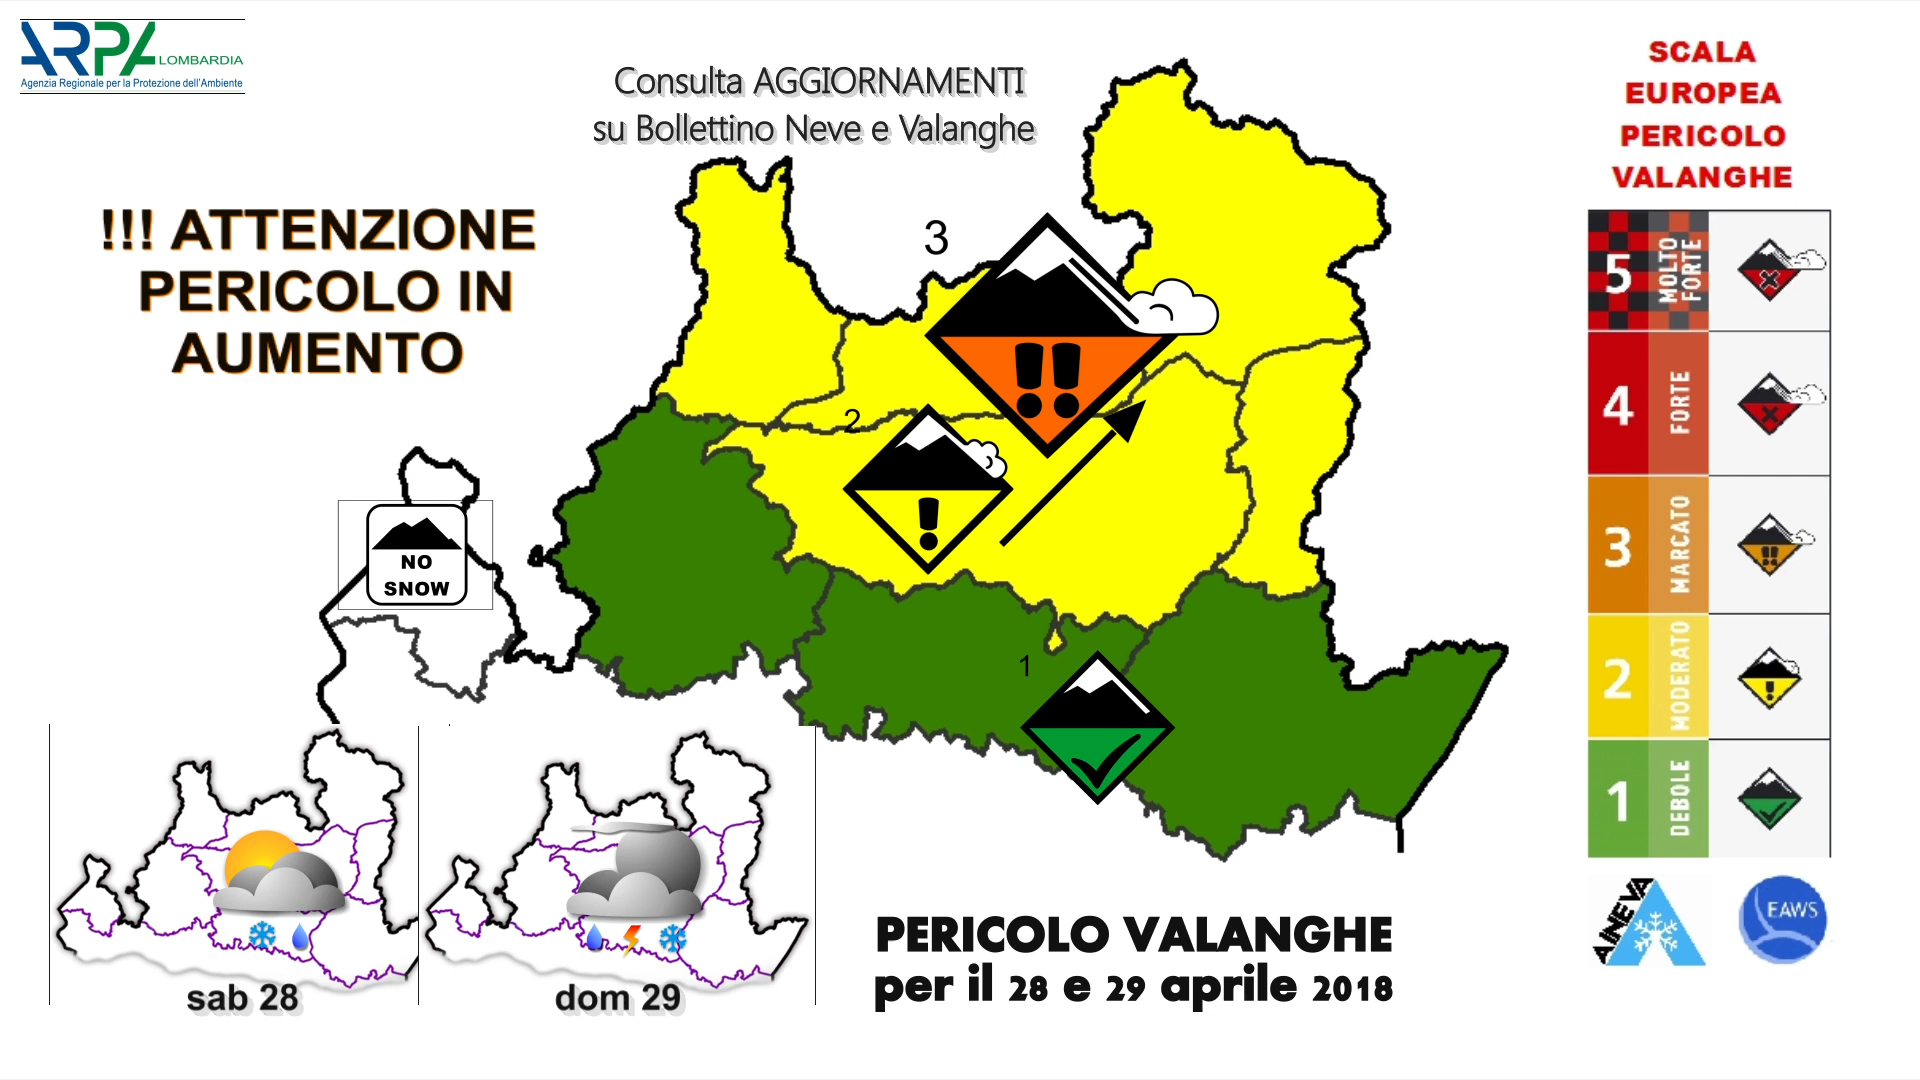 ARPA LOMBARDIA
Agenzia Regionale per la Protezione dell'Ambiente
Consulta AGGIORNAMENTI
su Bollettino Neve e Valanghe
!!! ATTENZIONE
PERICOLO IN
AUMENTO
3
2
1
NO
SNOW
sab 28
dom 29
PERICOLO VALANGHE
per il 28 e 29 aprile 2018
SCALA
EUROPEA
PERICOLO
VALANGHE
5 MOLTO
FORTE
4 FORTE
3 MARCATO
2 MODERATO
1 DEBOLE
AINEVA
EAWS